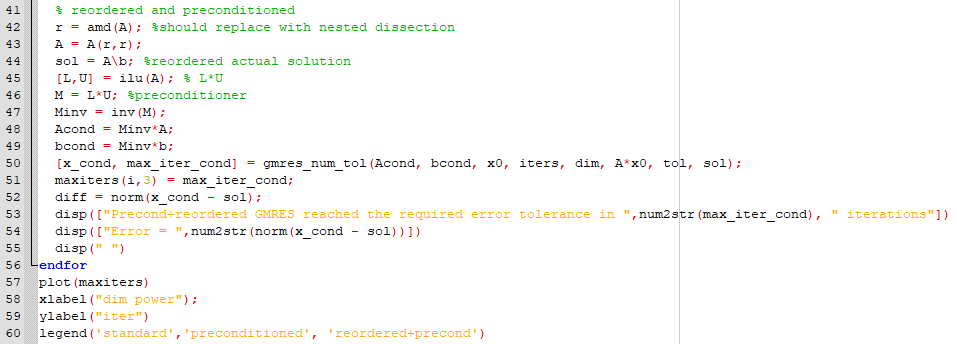 41 % reordered and preconditioned
42 r = amd(A); %should replace with nested dissection
43 A = A(r,r);
44 sol = A\b; %reordered actual solution
45 [L,U] = ilu(A); % L*U
46 M = L*U; %preconditioner
47 Minv = inv(M);
48 Acond = Minv*A;
49 bcond = Minv*b;
50 [x_cond, max_iter_cond] = gmres_num_tol(Acond, bcond, x0, iters, dim, A*x0, tol, sol);
51 maxiters(i,3) = max_iter_cond;
52 diff = norm(x_cond - sol);
53 disp(["Precond+reordered GMRES reached the required error tolerance in ",num2str(max_iter_cond), " iterations"])
54 disp(["Error = ",num2str(norm(x_cond - sol))])
55 disp(" ")
56 endfor
57 plot(maxiters)
58 xlabel("dim power");
59 ylabel("iter")
60 legend('standard','preconditioned', 'reordered+precond')